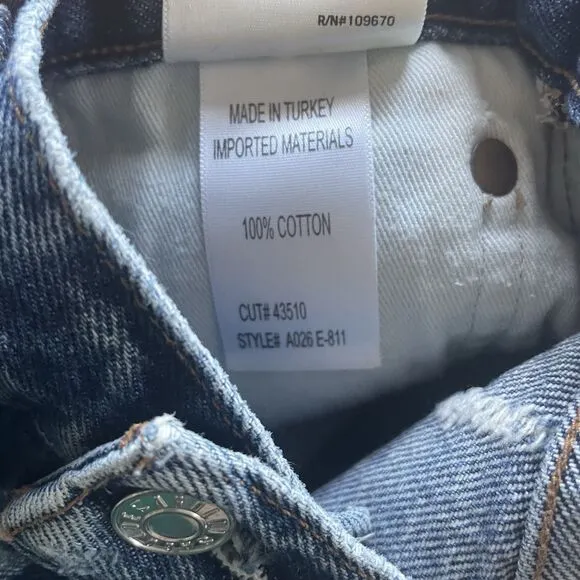 R/N#109670
MADE IN TURKEY
IMPORTED MATERIALS
100% COTTON
CUT# 43510
STYLE# A026 E-811